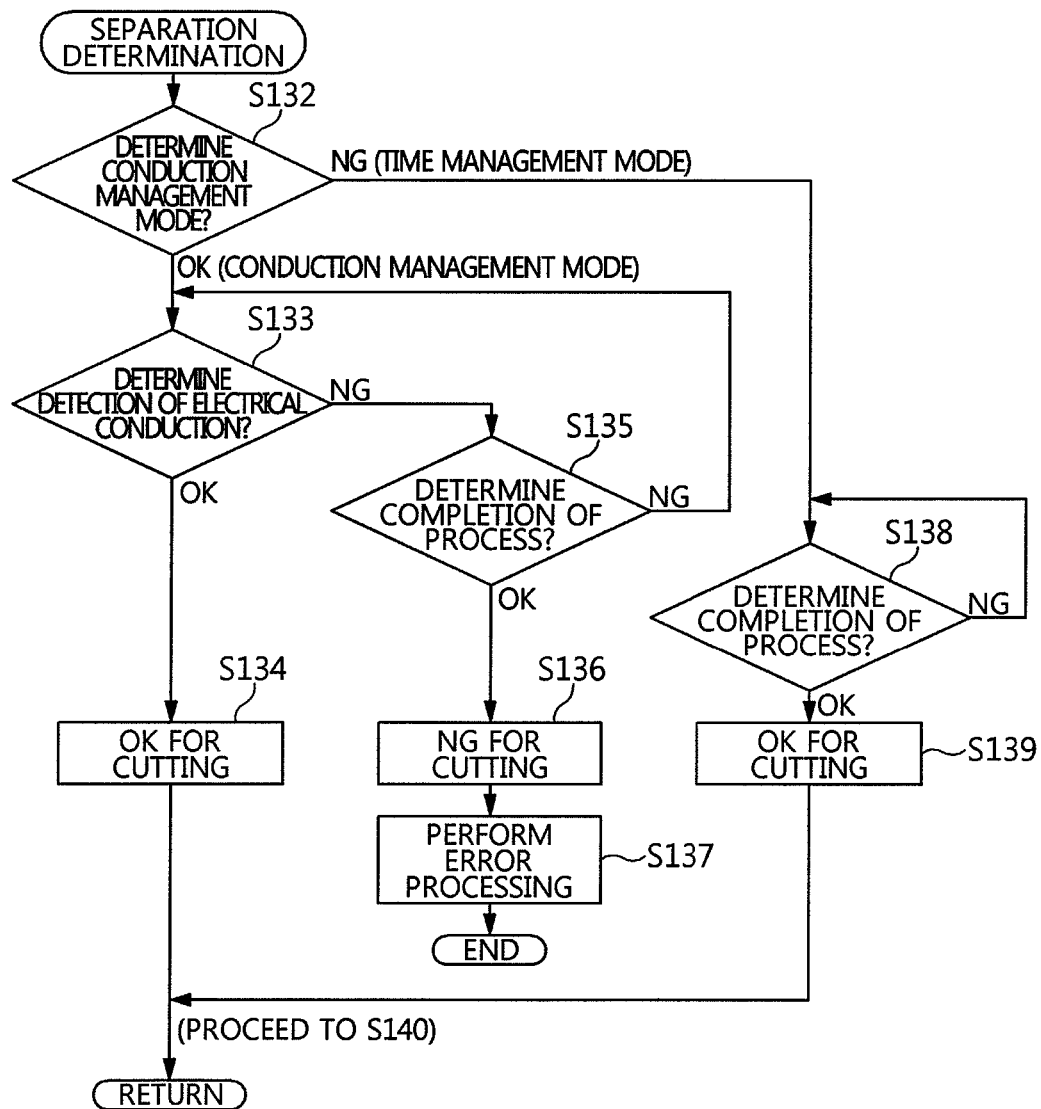 SEPARATION
DETERMINATION
S132
DETERMINE
CONDUCTION
MANAGEMENT
MODE?
NG (TIME MANAGEMENT MODE)
OK (CONDUCTION MANAGEMENT MODE)
S133
DETERMINE
DETECTION OF ELECTRICAL
CONDUCTION?
NG
OK
S135
DETERMINE
COMPLETION OF
PROCESS?
NG
OK
S138
DETERMINE
COMPLETION OF
PROCESS?
NG
OK
S134
OK FOR
CUTTING
S136
NG FOR
CUTTING
OK FOR
CUTTING
S139
PERFORM
ERROR
PROCESSING
S137
END
(PROCEED TO S140)
RETURN